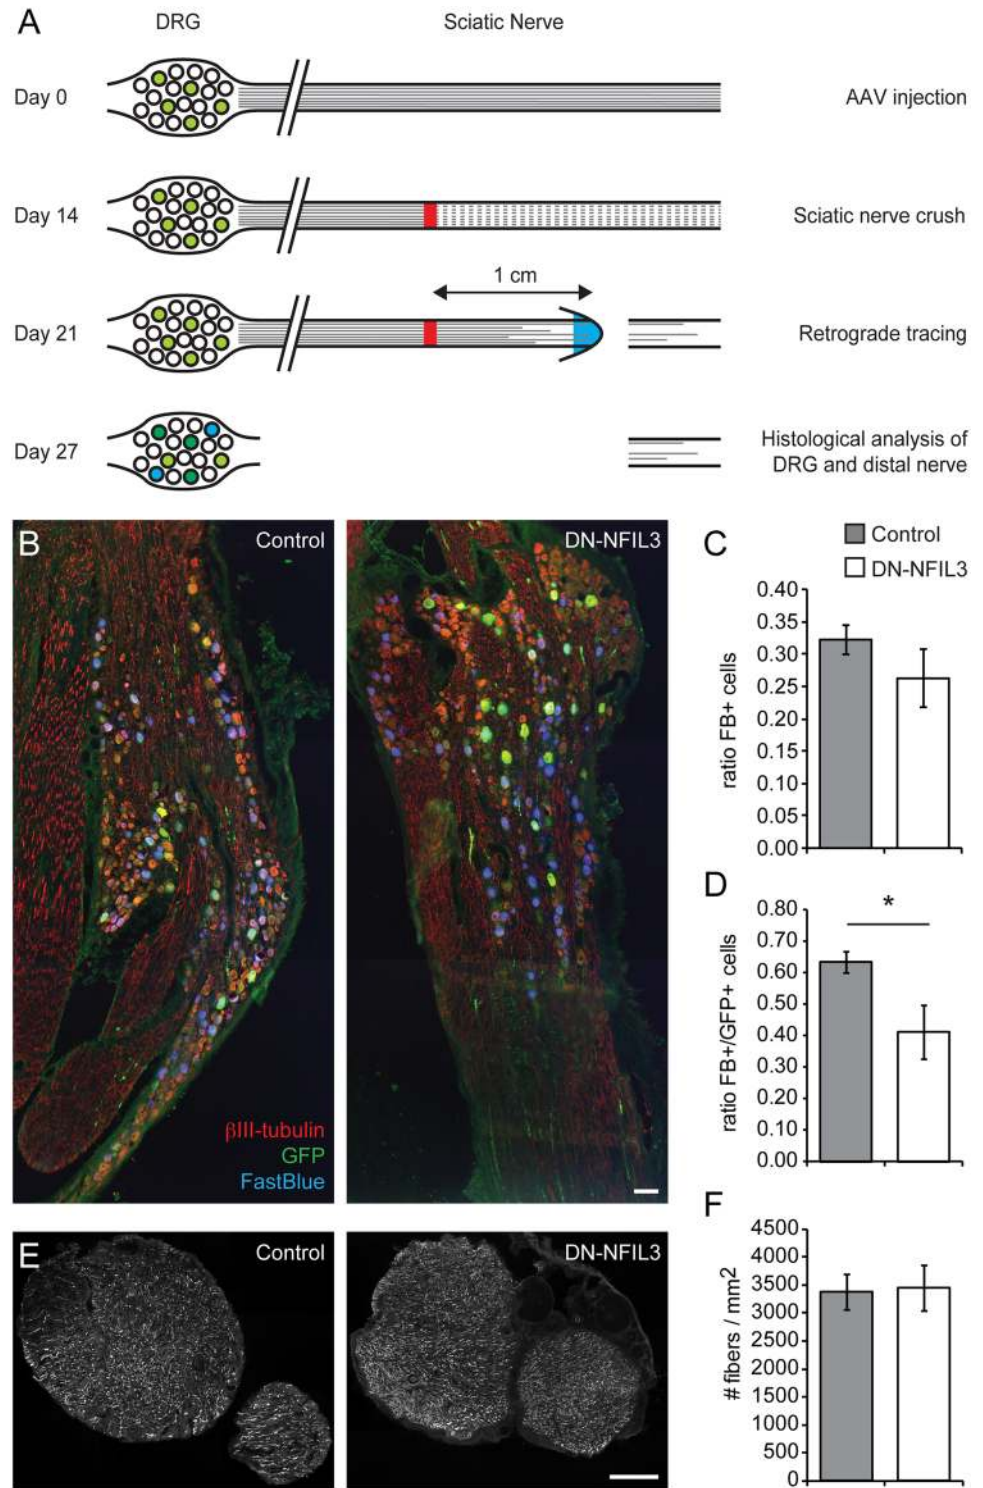 A
DRG
Sciatic Nerve
Day 0
AAV injection
Day 14
Sciatic nerve crush
1 cm
Day 21
Retrograde tracing
Day 27
Histological analysis of
DRG and distal nerve
B
Control
βIII-tubulin
GFP
FastBlue
DN-NFIL3
C
Control
DN-NFIL3
ratio FB+ cells
0.40
0.35
0.30
0.25
0.20
0.15
0.10
0.05
0.00
D
ratio FB+/GFP+ cells
0.80
0.70
0.60
0.50
0.40
0.30
0.20
0.10
0.00
*
E
Control
DN-NFIL3
F
# fibers / mm2
4500
4000
3500
3000
2500
2000
1500
1000
500
0